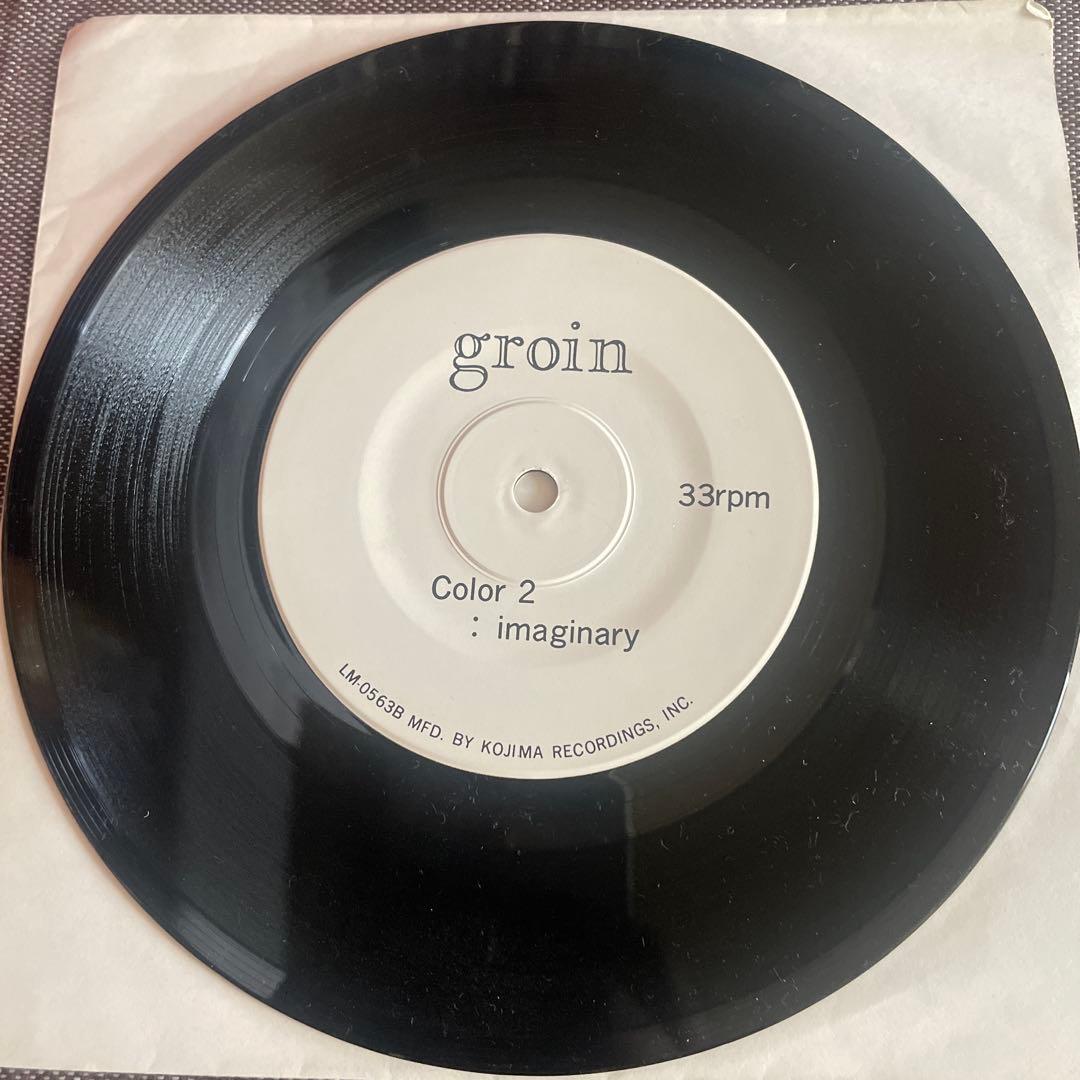 groin
33rpm
Color 2
: imaginary
LM-0563B MFD. BY KOJIMA RECORDINGS, INC.